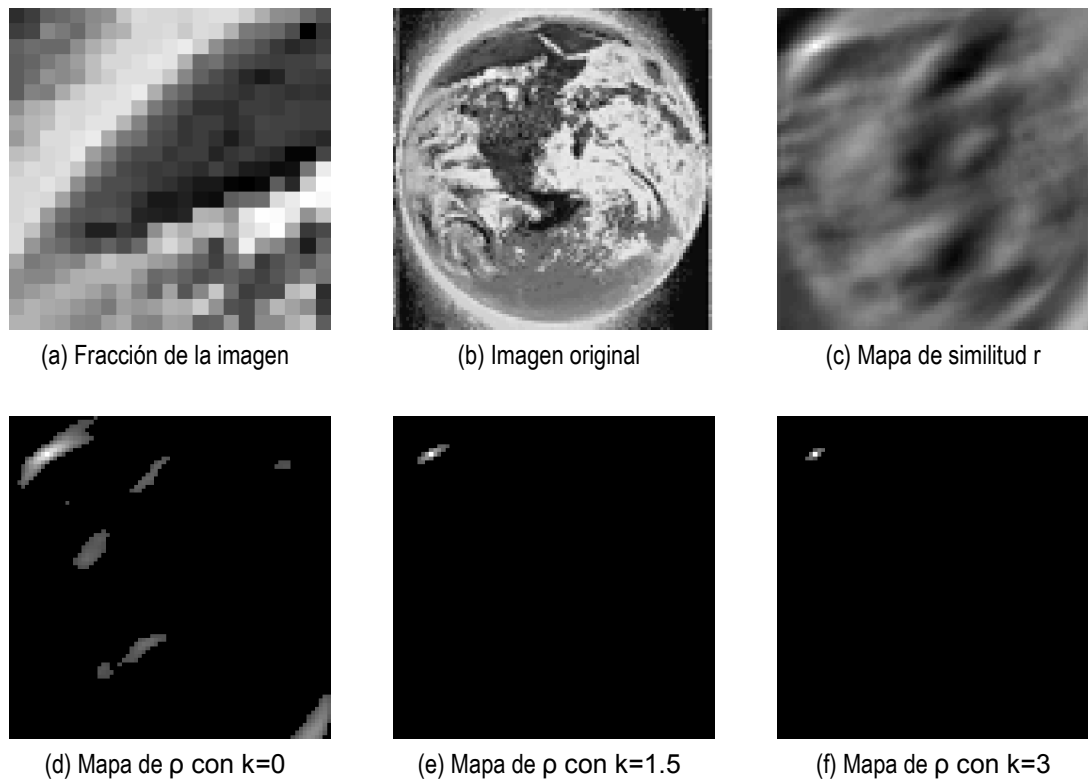 (a) Fracción de la imagen
(b) Imagen original
(c) Mapa de similitud r
(d) Mapa de ρ con k=0
(e) Mapa de ρ con k=1.5
(f) Mapa de ρ con k=3